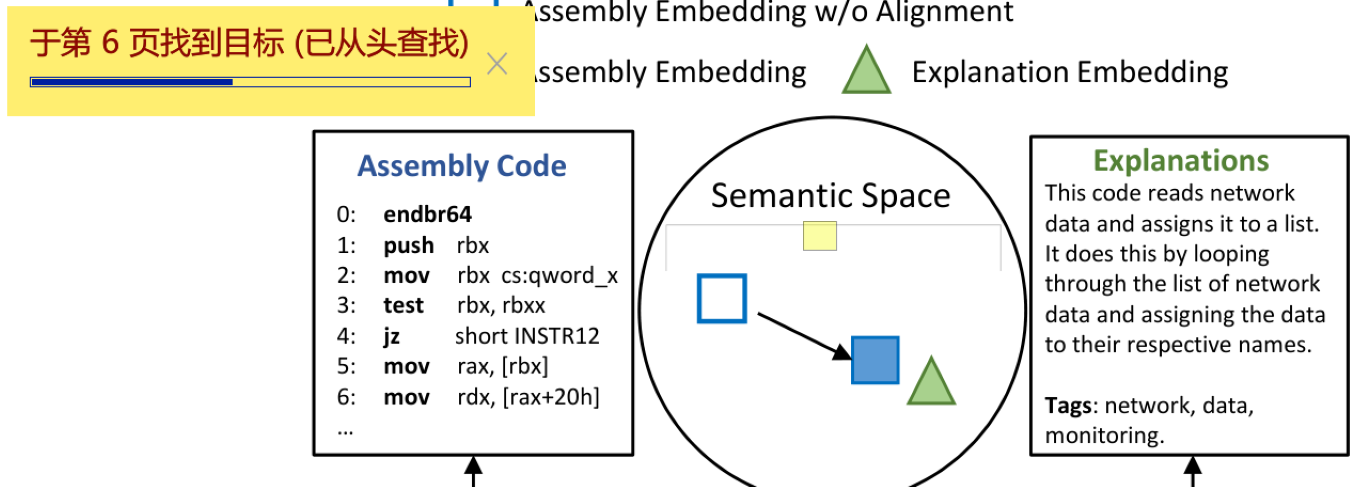 Assembly Embedding w/o Alignment
于第 6 页找到目标 (已从头查找)
Assembly Embedding
Explanation Embedding
Assembly Code
0: endbr64
1: push rbx
2: mov rbx cs:qword_x
3: test rbx, rbxx
4: jz short INSTR12
5: mov rax, [rbx]
6: mov rdx, [rax+20h]
...
Semantic Space
Explanations
This code reads network
data and assigns it to a list.
It does this by looping
through the list of network
data and assigning the data
to their respective names.
Tags: network, data,
monitoring.